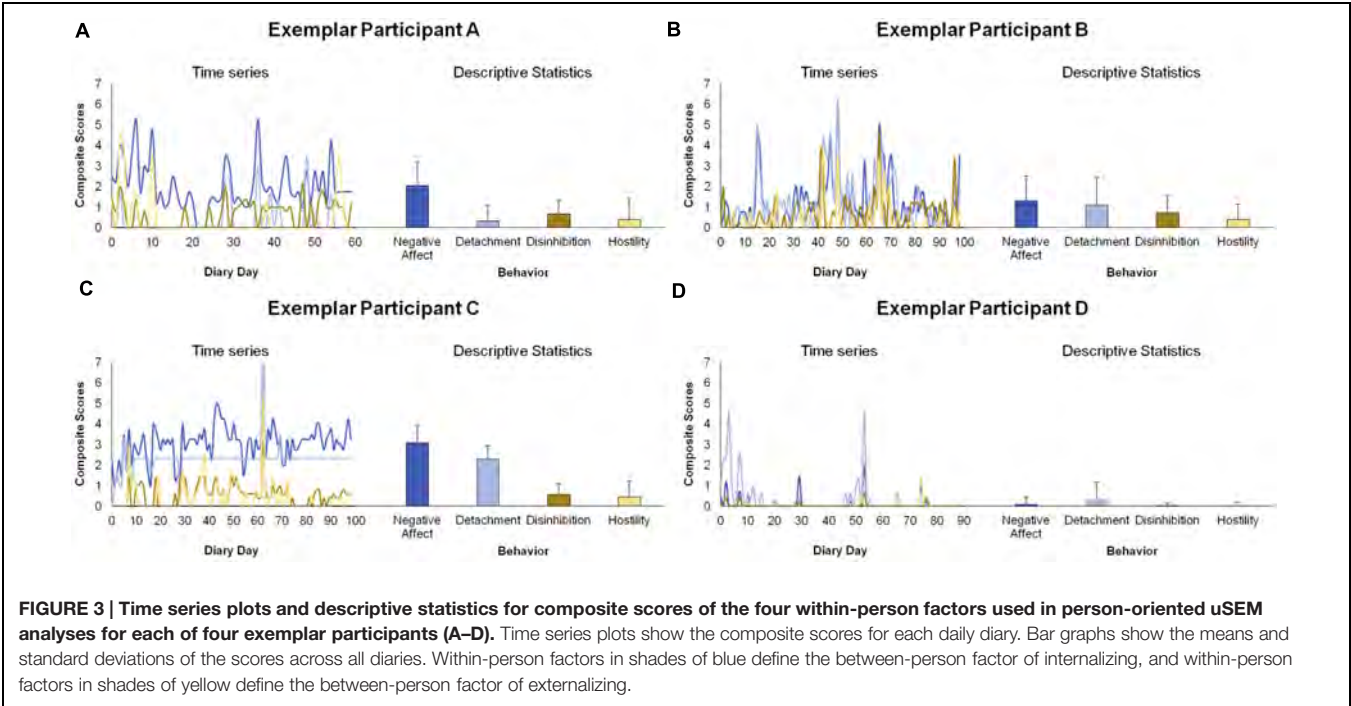 A
Exemplar Participant A
Time series
Descriptive Statistics
Composite Scores
7
6
5
4
3
2
1
0
0 10 20 30 40 50 60
Diary Day
Negative Affect
Detachment
Disinhibition
Hostility
Behavior
B
Exemplar Participant B
Time series
Descriptive Statistics
Composite Scores
7
6
5
4
3
2
1
0
0 10 20 30 40 50 60 70 80 90 100
Diary Day
Negative Affect
Detachment
Disinhibition
Hostility
Behavior
C
Exemplar Participant C
Time series
Descriptive Statistics
Composite Scores
7
6
5
4
3
2
1
0
0 10 20 30 40 50 60 70 80 90 100
Diary Day
Negative Affect
Detachment
Disinhibition
Hostility
Behavior
D
Exemplar Participant D
Time series
Descriptive Statistics
Composite Scores
7
6
5
4
3
2
1
0
0 10 20 30 40 50 60 70 80 90
Diary Day
Negative Affect
Detachment
Disinhibition
Hostility
Behavior
FIGURE 3 | Time series plots and descriptive statistics for composite scores of the four within-person factors used in person-oriented uSEM
analyses for each of four exemplar participants (A–D). Time series plots show the composite scores for each daily diary. Bar graphs show the means and
standard deviations of the scores across all diaries. Within-person factors in shades of blue define the between-person factor of internalizing, and within-person
factors in shades of yellow define the between-person factor of externalizing.